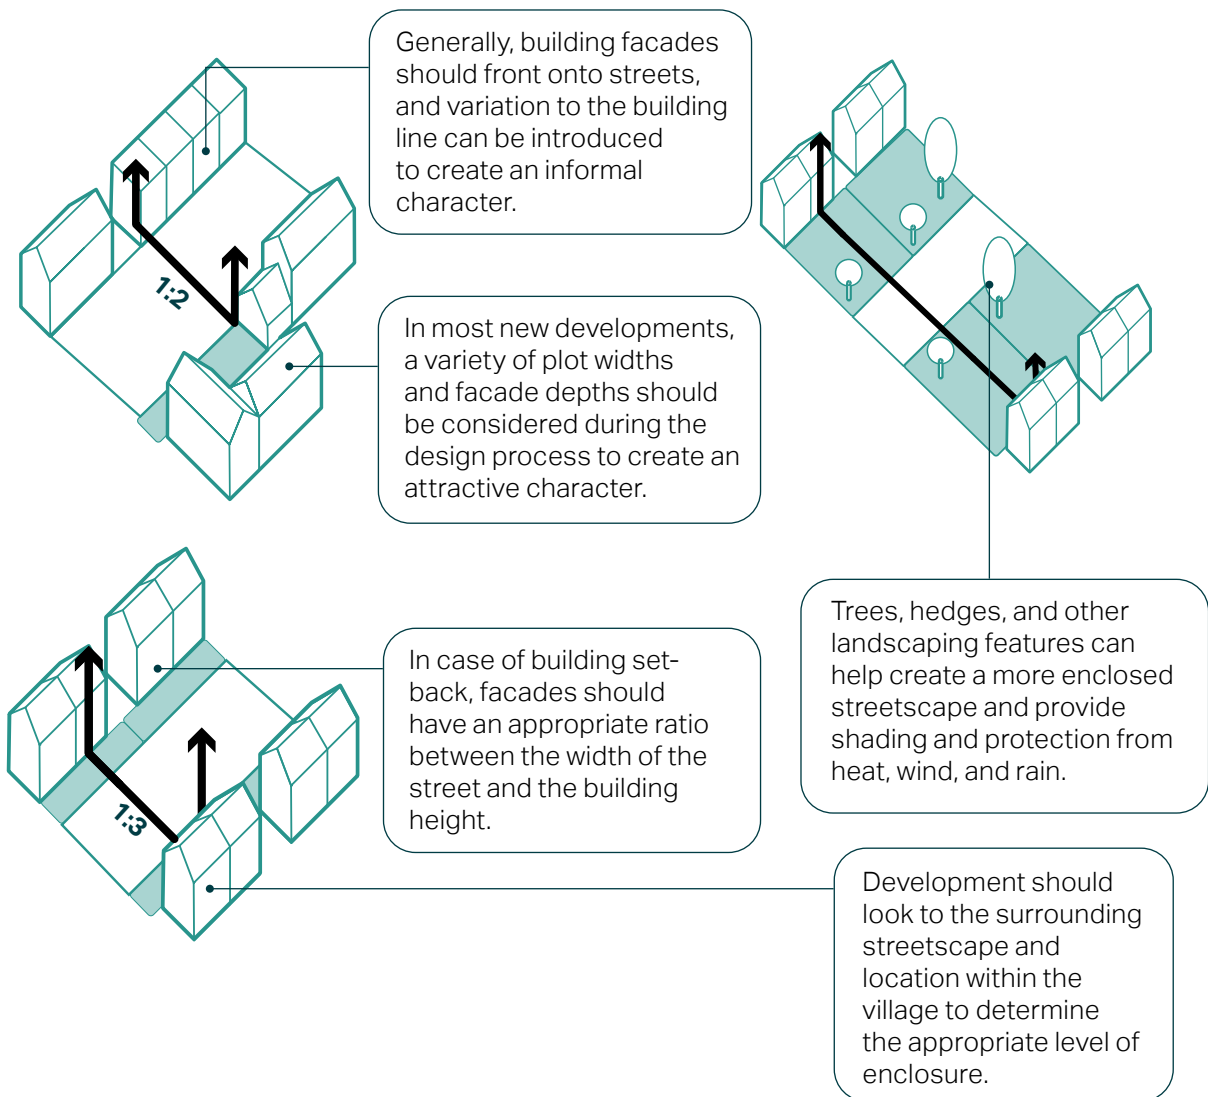 Generally, building facades
should front onto streets,
and variation to the building
line can be introduced
to create an informal
character.
1:2
In most new developments,
a variety of plot widths
and facade depths should
be considered during the
design process to create an
attractive character.
Trees, hedges, and other
landscaping features can
help create a more enclosed
streetscape and provide
shading and protection from
heat, wind, and rain.
In case of building set-
back, facades should
have an appropriate ratio
between the width of the
street and the building
height.
1:3
Development should
look to the surrounding
streetscape and
location within the
village to determine
the appropriate level of
enclosure.